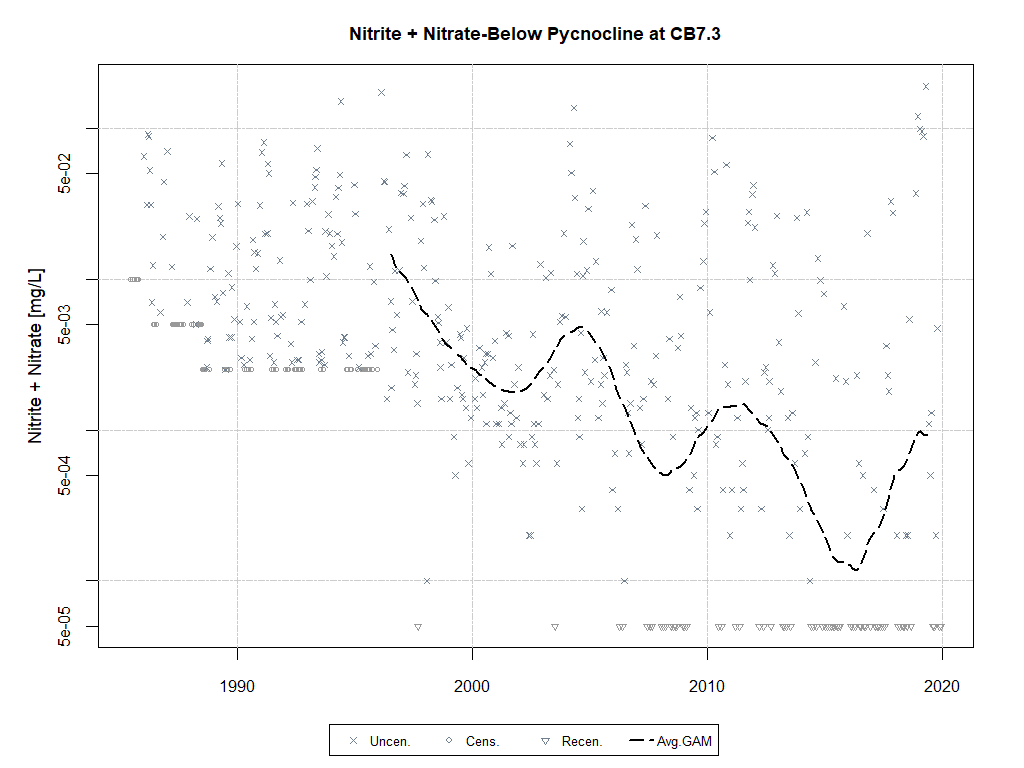 Nitrite + Nitrate-Below Pycnocline at CB7.3
Nitrite + Nitrate [mg/L]
5e-02
5e-03
5e-04
5e-05
1990 2000 2010 2020
Uncen. Cens. Recen. Avg.GAM